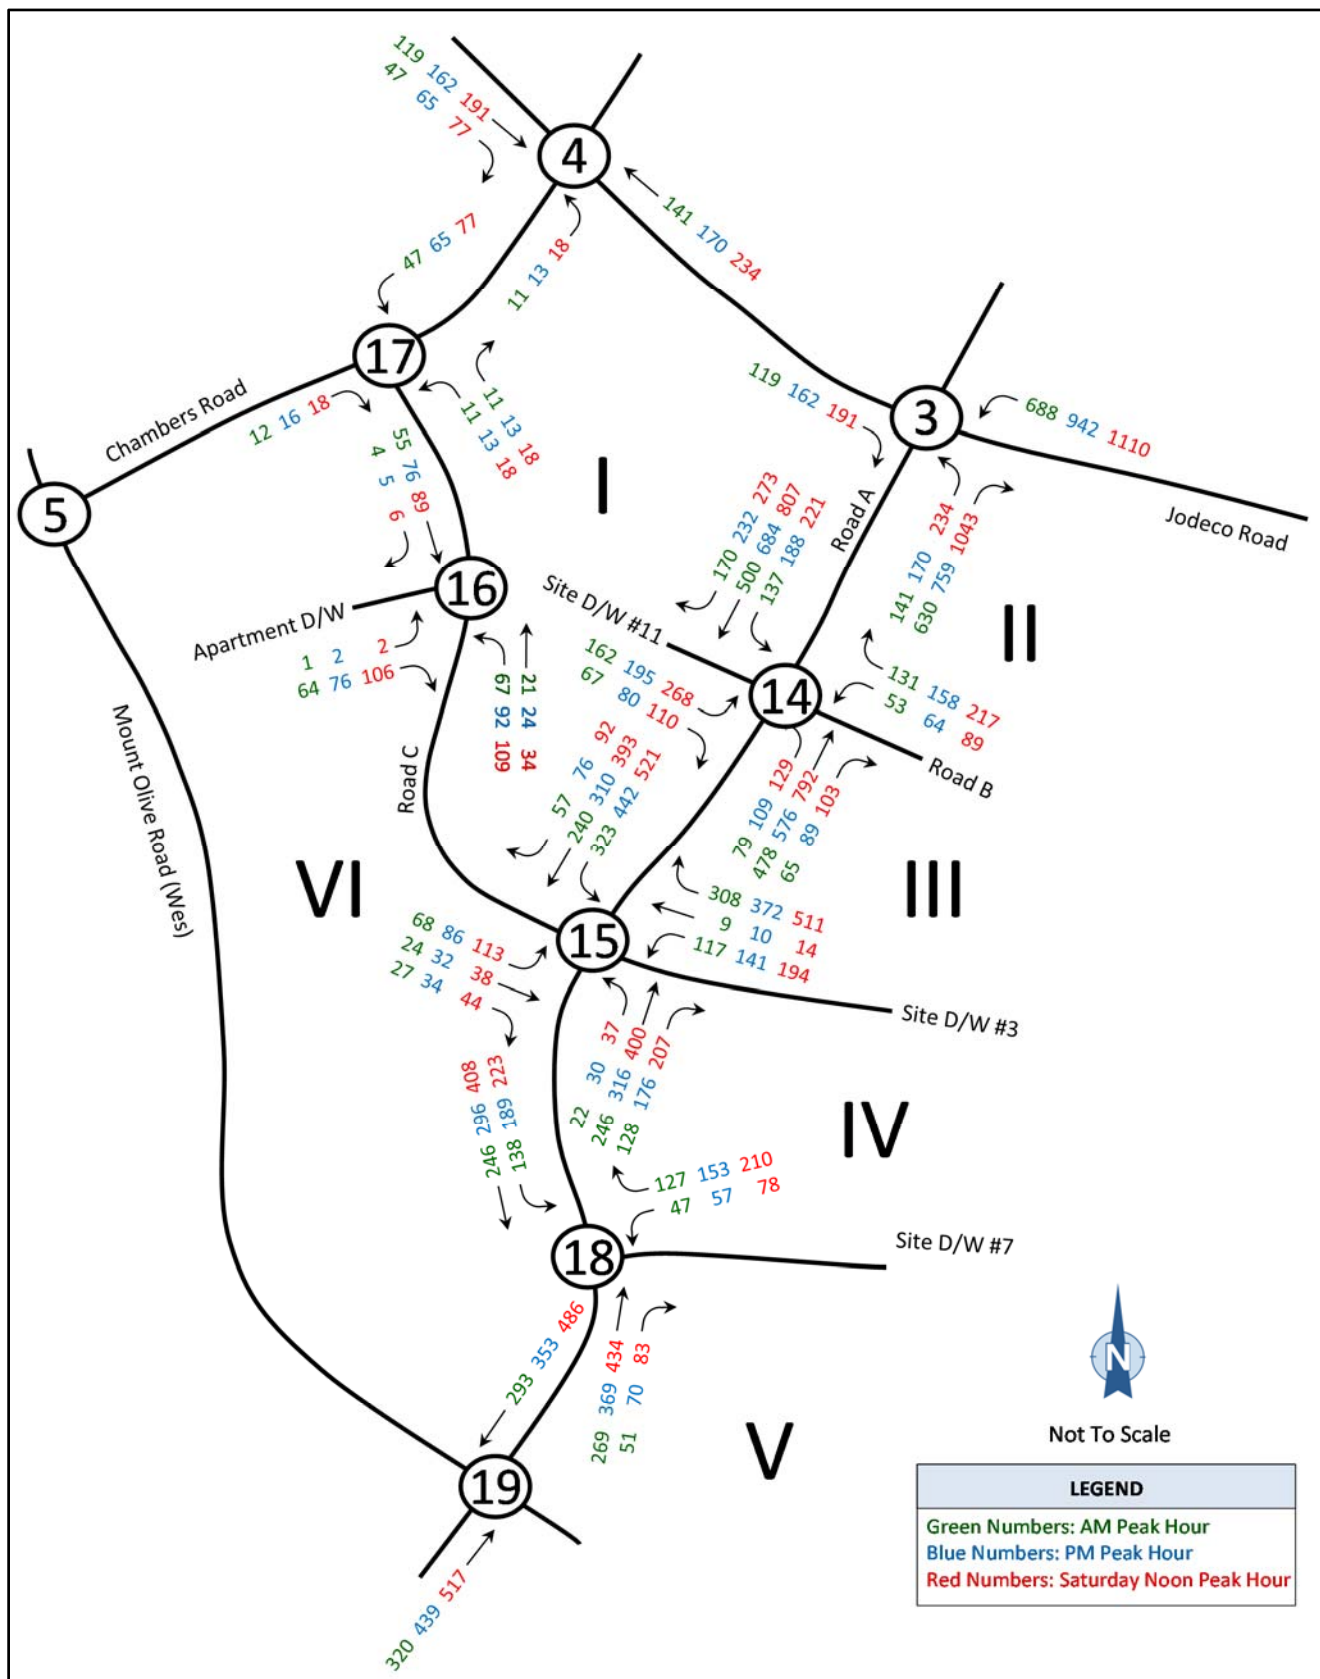 119 162 191
47 65 77
4
141 170 234
47 65 77
11 13 18
17
Chambers Road
12 16 18
11 13 18
11 13 18
119 162 191
3
688 942 1110
Jodeco Road
5
55 76 89
4 5 6
I
170 232 273
500 684 807
137 188 221
Road A
141 170 234
630 759 1043
II
16
Apartment D/W
1 2 2
64 76 106
67 92 109
21 24 34
Site D/W #11
162 195 268
67 80 110
14
131 158 217
53 64 89
Road B
Mount Olive Road (Wes)
Road C
57 76 92
240 310 393
323 442 521
79 109 129
478 576 792
65 89 103
VI
III
68 86 113
24 32 38
27 34 44
15
308 372 511
9 10 14
117 141 194
Site D/W #3
22 30 37
246 316 400
128 176 207
246 296 408
138 189 223
IV
127 153 210
47 57 78
18
Site D/W #7
293 353 486
269 369 434
51 70 83
V
19
320 439 517
N
Not To Scale
LEGEND
Green Numbers: AM Peak Hour
Blue Numbers: PM Peak Hour
Red Numbers: Saturday Noon Peak Hour